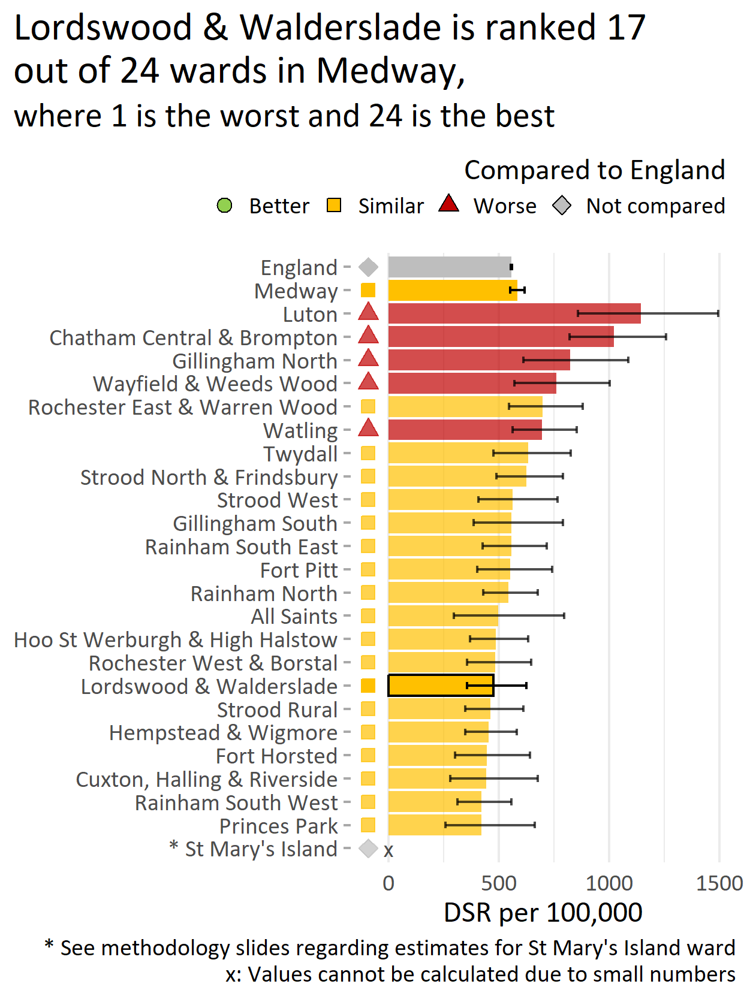 Lordswood & Walderslade is ranked 17
out of 24 wards in Medway,
where 1 is the worst and 24 is the best
Compared to England
Better Similar Worse Not compared
England
Medway
Luton
Chatham Central & Brompton
Gillingham North
Wayfield & Weeds Wood
Rochester East & Warren Wood
Watling
Twydall
Strood North & Frindsbury
Strood West
Gillingham South
Rainham South East
Fort Pitt
Rainham North
All Saints
Hoo St Werburgh & High Halstow
Rochester West & Borstal
Lordswood & Walderslade
Strood Rural
Hempstead & Wigmore
Fort Horsted
Cuxton, Halling & Riverside
Rainham South West
Princes Park
* St Mary's Island x
0 500 1000 1500
DSR per 100,000
* See methodology slides regarding estimates for St Mary's Island ward
x: Values cannot be calculated due to small numbers